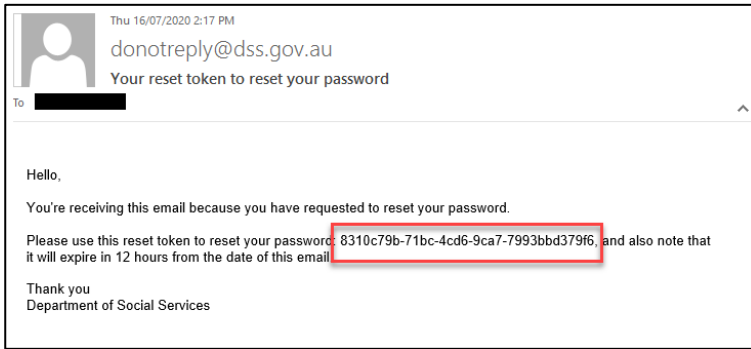 Thu 16/07/2020 2:17 PM
donotreply@dss.gov.au
Your reset token to reset your password
To
Hello,
You're receiving this email because you have requested to reset your password.
Please use this reset token to reset your password: 8310c79b-71bc-4cd6-9ca7-7993bbd379f6, and also note that
it will expire in 12 hours from the date of this email
Thank you
Department of Social Services